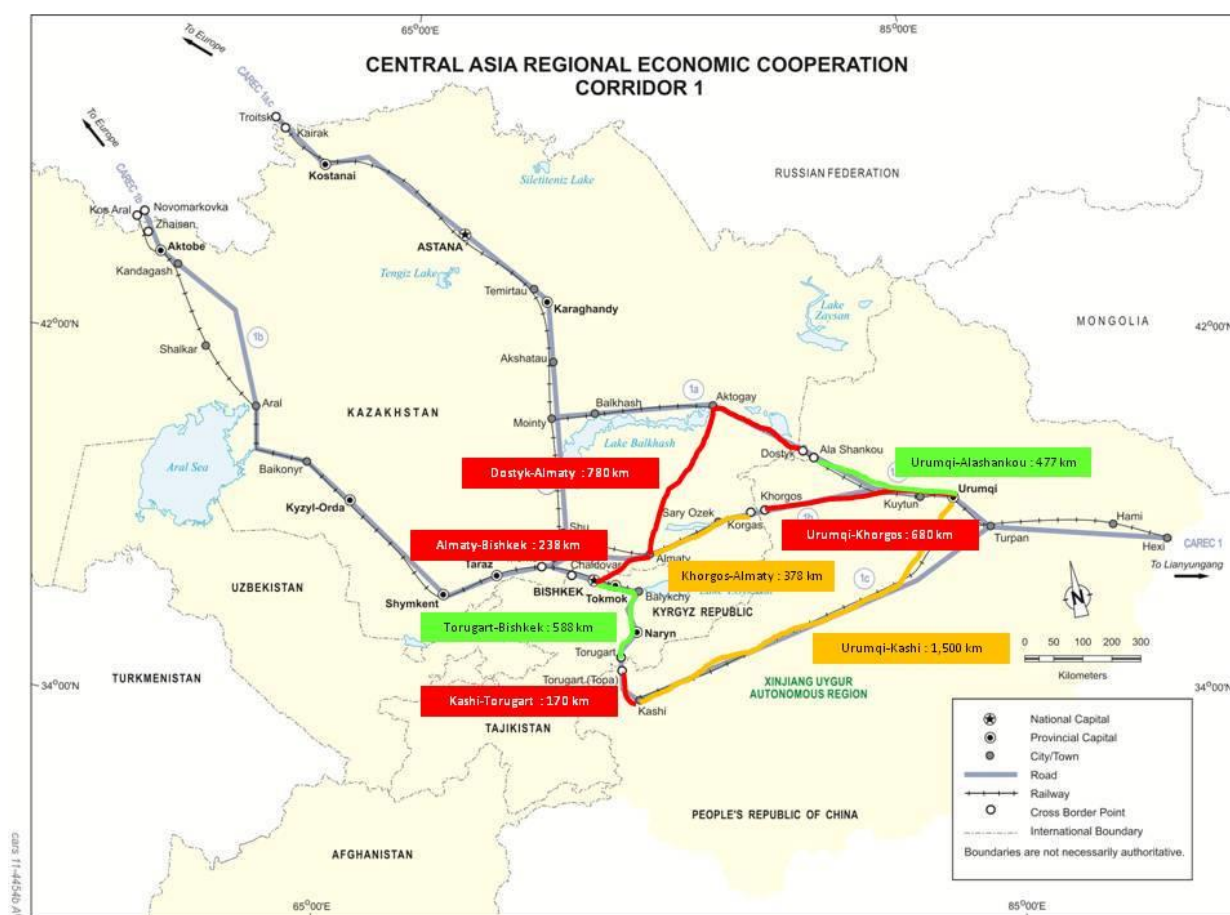 65°00'E
85°00'E
To Europe
CENTRAL ASIA REGIONAL ECONOMIC COOPERATION
CORRIDOR 1
CAREC 1a,c
Troitsk
Kairak
To Europe
Kostanai
Siletiteniz Lake
RUSSIAN FEDERATION
CAREC 1b
Kos Aral
Novomarkovka
Zhaisen
Aktobe
Kandagash
ASTANA
Tengiz Lake
Temirtau
Karaghandy
Lake
Zaysan
MONGOLIA
42°00'N
42°00'N
1b
Shalkar
Akshatau
Aral
KAZAKHSTAN
Mointy
Balkhash
1a
Aktogay
Lake Balkhash
Dostyk
Ala Shankou
Aral Sea
Baikonyr
Dostyk-Almaty : 780 km
Urumqi-Alashankou : 477 km
Urumqi
Kuytun
Kyzyl-Orda
Khorgos
Sary Ozek
Korgas
1b
Urumqi-Khorgos : 680 km
Turpan
Hami
Hexi
CAREC 1
To Lianyungang
Shu
Almaty-Bishkek : 238 km
Almaty
Taraz
Chaldovar
Khorgos-Almaty : 378 km
1c
UZBEKISTAN
Shymkent
BISHKEK
Tokmok
Balykchy
KYRGYZ REPUBLIC
N
Torugart-Bishkek : 588 km
Naryn
Urumqi-Kashi : 1,500 km
0 50 100 200 300
Kilometers
Torugart
TURKMENISTAN
Torugart (Topa)
XINJIANG UYGUR
AUTONOMOUS REGION
34°00'N
34°00'N
Kashi-Torugart : 170 km
Kashi
TAJIKISTAN
National Capital
Provincial Capital
City/Town
Road
Railway
Cross Border Point
International Boundary
Boundaries are not necessarily authoritative.
PEOPLE'S REPUBLIC OF CHINA
AFGHANISTAN
65°00'E
85°00'E